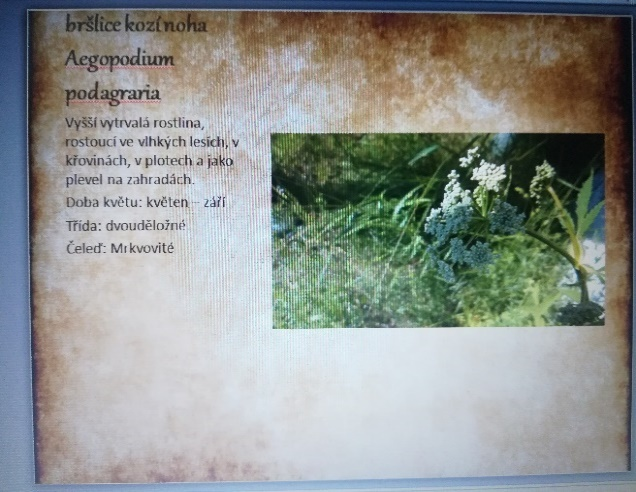 bršlice kozí noha
Aegopodium
podagraria
Vyšší vytrvalá rostlina,
rostoucí ve vlhkých lesích, v
křovinách, v plotech a jako
plevel na zahradách.
Doba květu: květen – září
Třída: dvouděložné
Čeleď: Mrkvovité